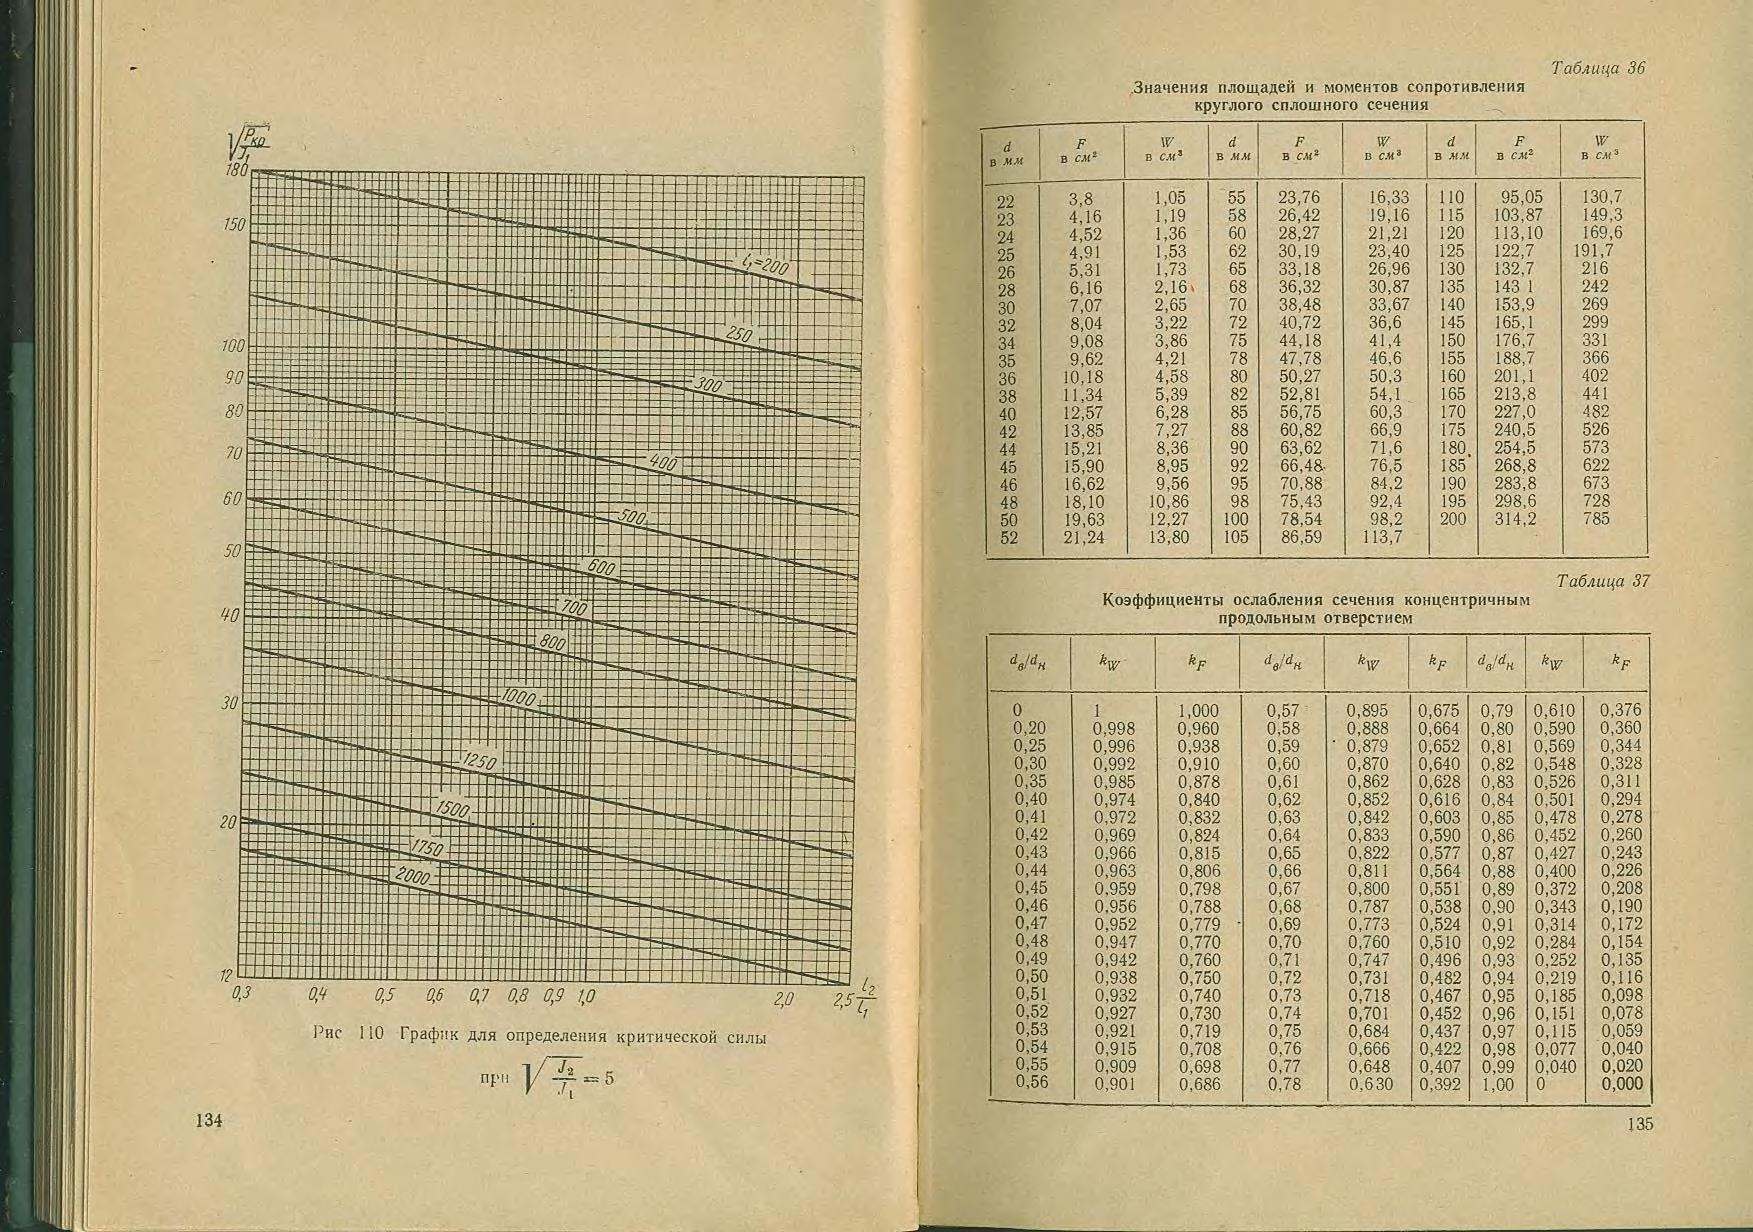 √Pкр/J₁
180
l₁=200
150
250
100
300
90
80
400
70
500
60
600
50
700
40
800
1000
30
1250
1500
20
1750
2000
12
0,3 0,4 0,5 0,6 0,7 0,8 0,9 1,0 2,0 2,5 l₂/l₁
Рис 110 График для определения критической силы
при √J₂/J₁ = 5
134
Таблица 36
Значения площадей и моментов сопротивления
круглого сплошного сечения
d F W d F W d F W
в мм в см² в см³ в мм в см² в см³ в мм в см² в см³
22 3,8 1,05 55 23,76 16,33 110 95,05 130,7
23 4,16 1,19 58 26,42 19,16 115 103,87 149,3
24 4,52 1,36 60 28,27 21,21 120 113,10 169,6
25 4,91 1,53 62 30,19 23,40 125 122,7 191,7
26 5,31 1,73 65 33,18 26,96 130 132,7 216
28 6,16 2,16 68 36,32 30,87 135 143 1 242
30 7,07 2,65 70 38,48 33,67 140 153,9 269
32 8,04 3,22 72 40,72 36,6 145 165,1 299
34 9,08 3,86 75 44,18 41,4 150 176,7 331
35 9,62 4,21 78 47,78 46,6 155 188,7 366
36 10,18 4,58 80 50,27 50,3 160 201,1 402
38 11,34 5,39 82 52,81 54,1 165 213,8 441
40 12,57 6,28 85 56,75 60,3 170 227,0 482
42 13,85 7,27 88 60,82 66,9 175 240,5 526
44 15,21 8,36 90 63,62 71,6 180 254,5 573
45 15,90 8,95 92 66,48 76,5 185 268,8 622
46 16,62 9,56 95 70,88 84,2 190 283,8 673
48 18,10 10,86 98 75,43 92,4 195 298,6 728
50 19,63 12,27 100 78,54 98,2 200 314,2 785
52 21,24 13,80 105 86,59 113,7
Таблица 37
Коэффициенты ослабления сечения концентричным
продольным отверстием
dв/dн kW kF dв/dн kW kF dв/dн kW kF
0 1 1,000 0,57 0,895 0,675 0,79 0,610 0,376
0,20 0,998 0,960 0,58 0,888 0,664 0,80 0,590 0,360
0,25 0,996 0,938 0,59 0,879 0,652 0,81 0,569 0,344
0,30 0,992 0,910 0,60 0,870 0,640 0,82 0,548 0,328
0,35 0,985 0,878 0,61 0,862 0,628 0,83 0,526 0,311
0,40 0,974 0,840 0,62 0,852 0,616 0,84 0,501 0,294
0,41 0,972 0,832 0,63 0,842 0,603 0,85 0,478 0,278
0,42 0,969 0,824 0,64 0,833 0,590 0,86 0,452 0,260
0,43 0,966 0,815 0,65 0,822 0,577 0,87 0,427 0,243
0,44 0,963 0,806 0,66 0,811 0,564 0,88 0,400 0,226
0,45 0,959 0,798 0,67 0,800 0,551 0,89 0,372 0,208
0,46 0,956 0,788 0,68 0,787 0,538 0,90 0,343 0,190
0,47 0,952 0,779 0,69 0,773 0,524 0,91 0,314 0,172
0,48 0,947 0,770 0,70 0,760 0,510 0,92 0,284 0,154
0,49 0,942 0,760 0,71 0,747 0,496 0,93 0,252 0,135
0,50 0,938 0,750 0,72 0,731 0,482 0,94 0,219 0,116
0,51 0,932 0,740 0,73 0,718 0,467 0,95 0,185 0,098
0,52 0,927 0,730 0,74 0,701 0,452 0,96 0,151 0,078
0,53 0,921 0,719 0,75 0,684 0,437 0,97 0,115 0,059
0,54 0,915 0,708 0,76 0,666 0,422 0,98 0,077 0,040
0,55 0,909 0,698 0,77 0,648 0,407 0,99 0,040 0,020
0,56 0,901 0,686 0,78 0,630 0,392 1,00 0 0,000
135